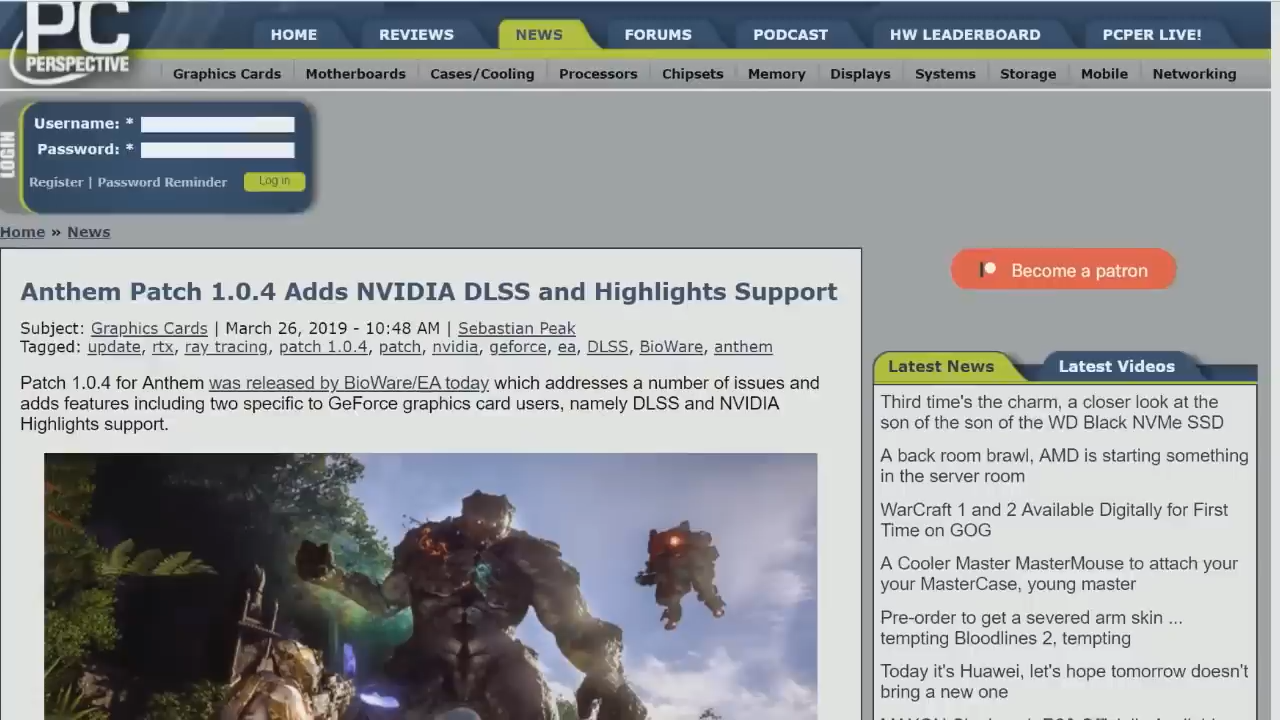 PC
PERSPECTIVE
HOME
REVIEWS
NEWS
FORUMS
PODCAST
HW LEADERBOARD
PCPER LIVE!
Graphics Cards
Motherboards
Cases/Cooling
Processors
Chipsets
Memory
Displays
Systems
Storage
Mobile
Networking
LOGIN
Username: *
Password: *
Register | Password Reminder
Log in
Home » News
Become a patron
Anthem Patch 1.0.4 Adds NVIDIA DLSS and Highlights Support
Subject: Graphics Cards | March 26, 2019 - 10:48 AM | Sebastian Peak
Tagged: update, rtx, ray tracing, patch 1.0.4, patch, nvidia, geforce, ea, DLSS, BioWare, anthem
Patch 1.0.4 for Anthem was released by BioWare/EA today which addresses a number of issues and
adds features including two specific to GeForce graphics card users, namely DLSS and NVIDIA
Highlights support.
Latest News
Latest Videos
Third time's the charm, a closer look at the
son of the son of the WD Black NVMe SSD
A back room brawl, AMD is starting something
in the server room
WarCraft 1 and 2 Available Digitally for First
Time on GOG
A Cooler Master MasterMouse to attach your
your MasterCase, young master
Pre-order to get a severed arm skin ...
tempting Bloodlines 2, tempting
Today it's Huawei, let's hope tomorrow doesn't
bring a new one